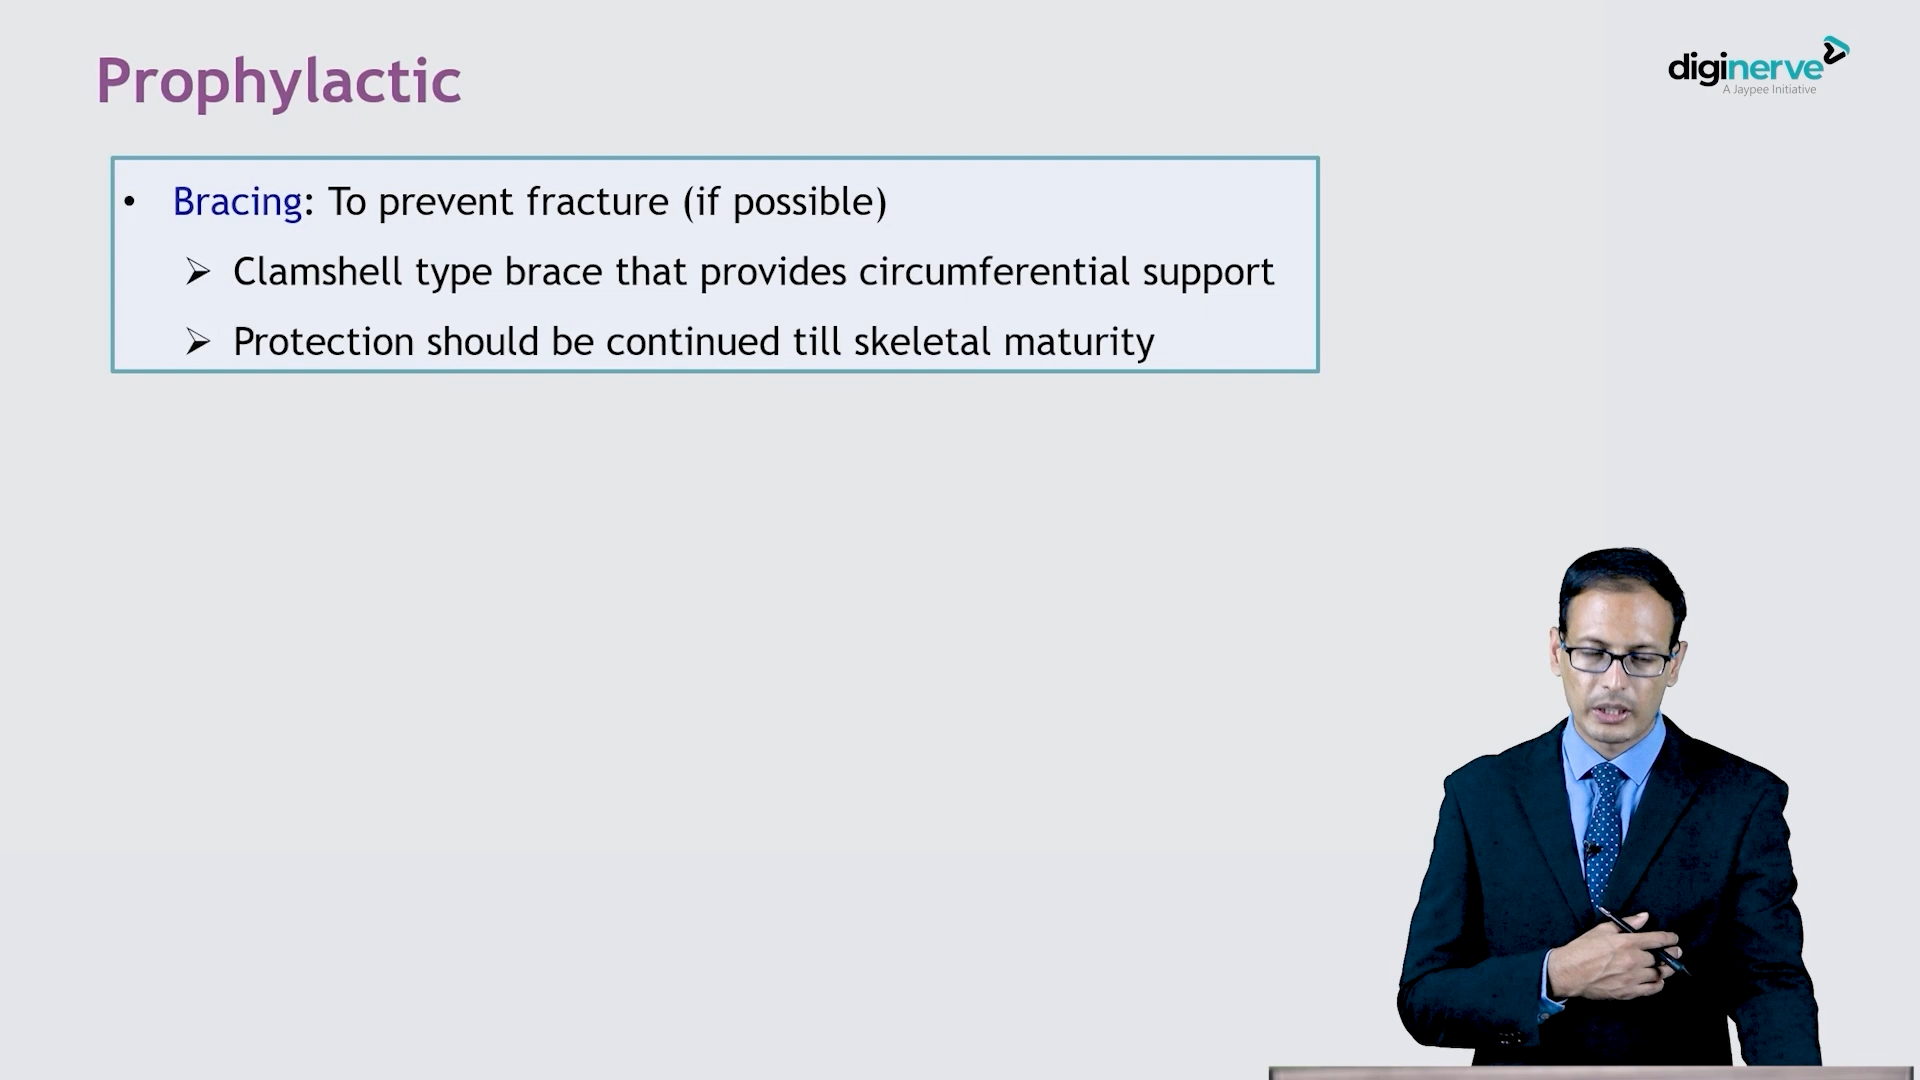 Prophylactic
diginerve
A Jaypee Initiative
• Bracing: To prevent fracture (if possible)
➢ Clamshell type brace that provides circumferential support
➢ Protection should be continued till skeletal maturity